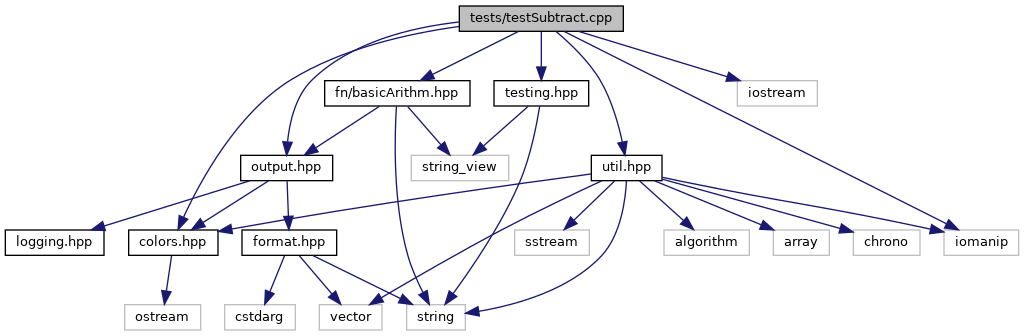 tests/testSubtract.cpp
fn/basicArithm.hpp
testing.hpp
iostream
output.hpp
string_view
util.hpp
logging.hpp
colors.hpp
format.hpp
sstream
algorithm
array
chrono
iomanip
ostream
cstdarg
vector
string